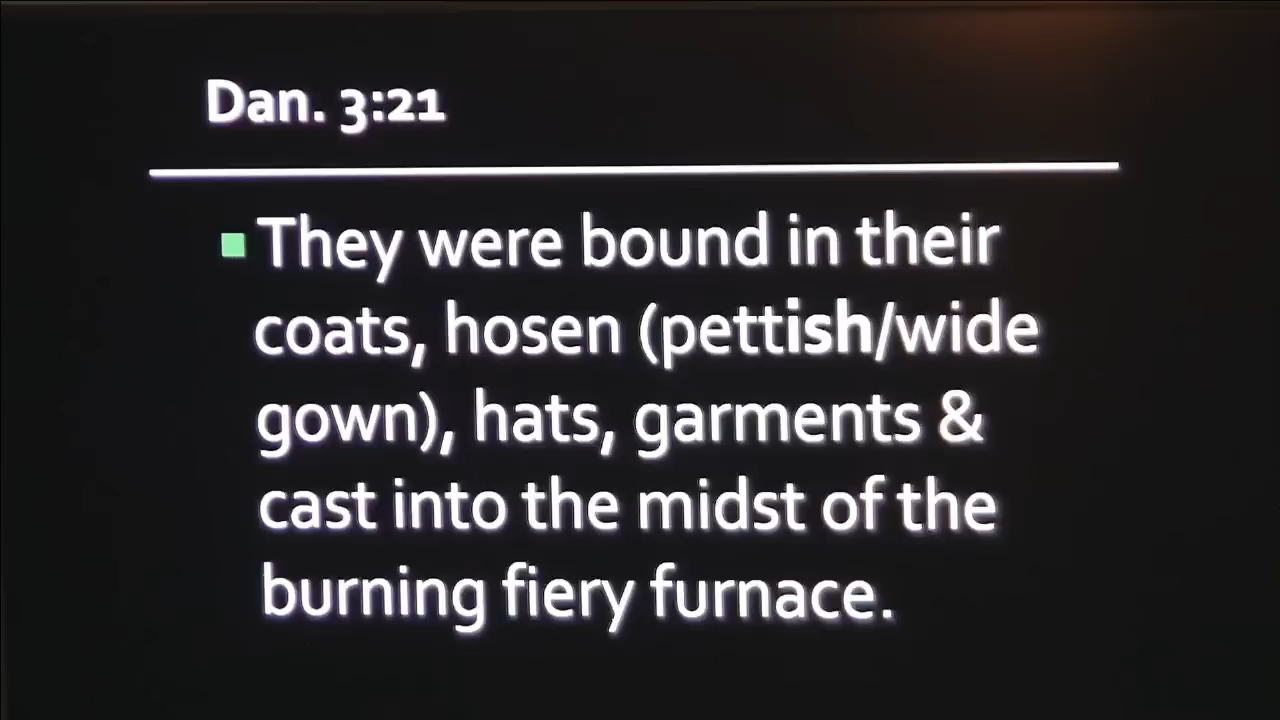 Dan. 3:21
They were bound in their
coats, hosen (pettish/wide
gown), hats, garments &
cast into the midst of the
burning fiery furnace.